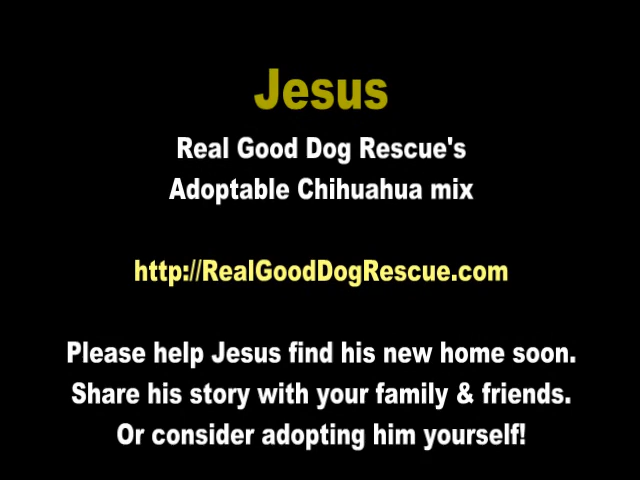 Jesus
Real Good Dog Rescue's
Adoptable Chihuahua mix
http://RealGoodDogRescue.com
Please help Jesus find his new home soon.
Share his story with your family & friends.
Or consider adopting him yourself!